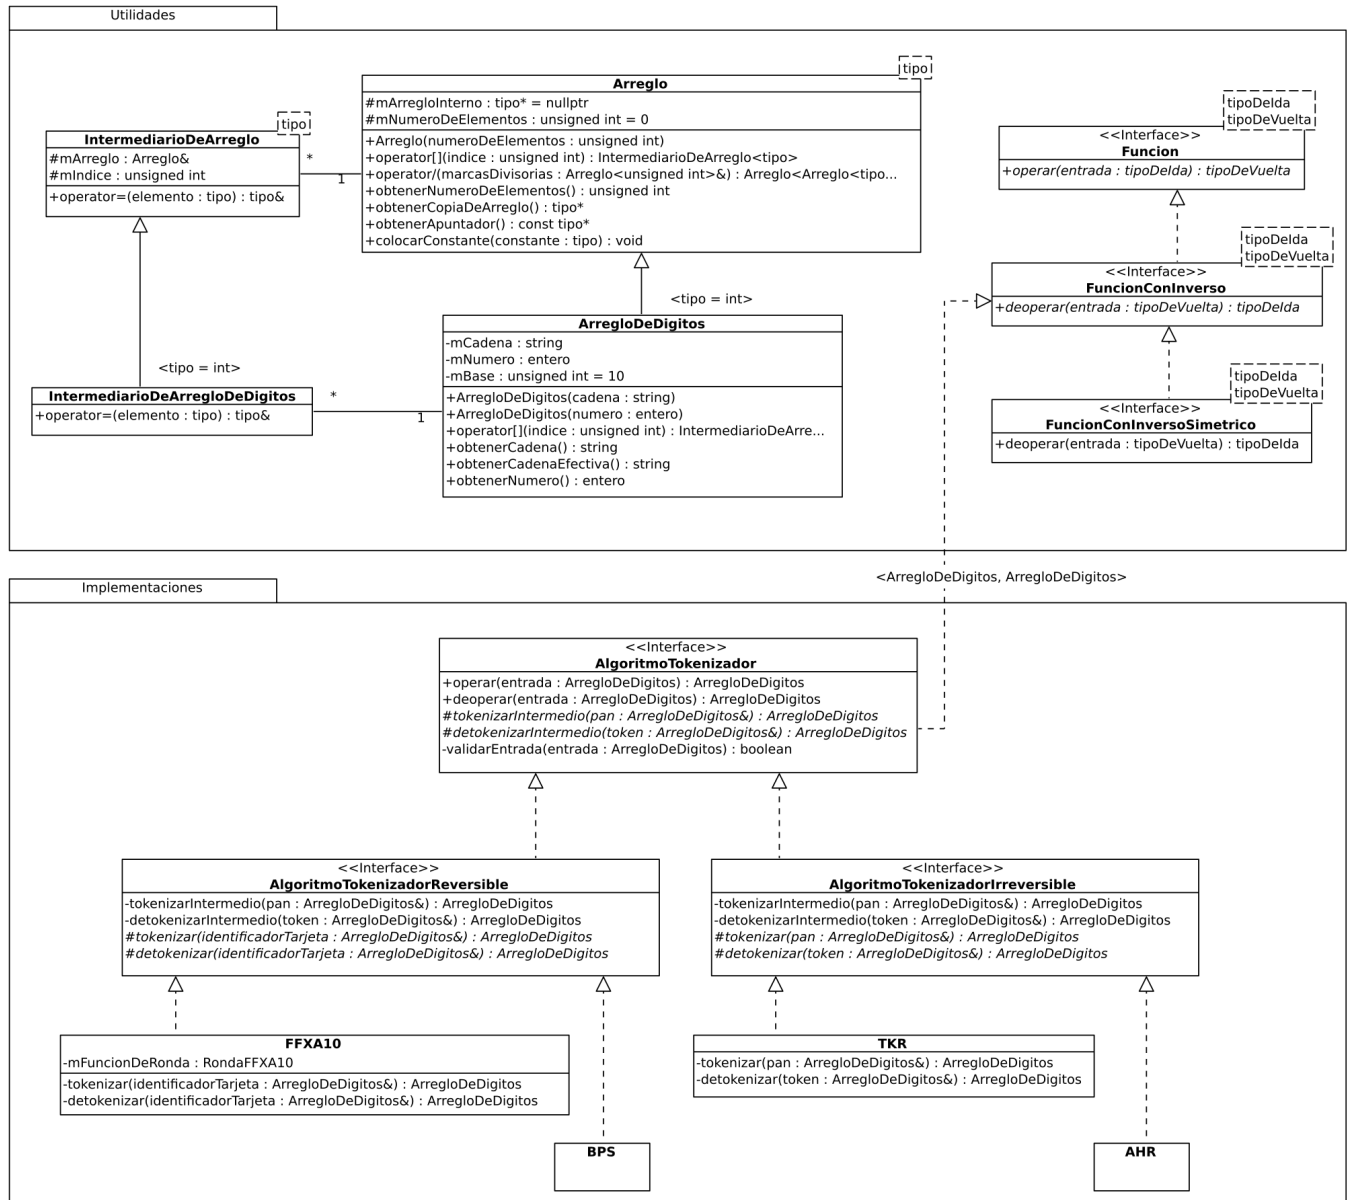 Utilidades
tipo
Arreglo
#mArregloInterno : tipo* = nullptr
#mNumeroDeElementos : unsigned int = 0
+Arreglo(numeroDeElementos : unsigned int)
+operator[](indice : unsigned int) : IntermediarioDeArreglo<tipo>
+operator/(marcasDivisorias : Arreglo<unsigned int>&) : Arreglo<Arreglo<tipo...
+obtenerNumeroDeElementos() : unsigned int
+obtenerCopiaDeArreglo() : tipo*
+obtenerApuntador() : const tipo*
+colocarConstante(constante : tipo) : void
tipo
IntermediarioDeArreglo
#mArreglo : Arreglo&
#mIndice : unsigned int
+operator=(elemento : tipo) : tipo&
*
1
tipoDeIda
tipoDeVuelta
<<Interface>>
Funcion
+operar(entrada : tipoDeIda) : tipoDeVuelta
tipoDeIda
tipoDeVuelta
<<Interface>>
FuncionConInverso
+deoperar(entrada : tipoDeVuelta) : tipoDeIda
tipoDeIda
tipoDeVuelta
<<Interface>>
FuncionConInversoSimetrico
+deoperar(entrada : tipoDeVuelta) : tipoDeIda
<tipo = int>
ArregloDeDigitos
-mCadena : string
-mNumero : entero
-mBase : unsigned int = 10
+ArregloDeDigitos(cadena : string)
+ArregloDeDigitos(numero : entero)
+operator[](indice : unsigned int) : IntermediarioDeArre...
+obtenerCadena() : string
+obtenerCadenaEfectiva() : string
+obtenerNumero() : entero
<tipo = int>
IntermediarioDeArregloDeDigitos
+operator=(elemento : tipo) : tipo&
*
1
<ArregloDeDigitos, ArregloDeDigitos>
Implementaciones
<<Interface>>
AlgoritmoTokenizador
+operar(entrada : ArregloDeDigitos) : ArregloDeDigitos
+deoperar(entrada : ArregloDeDigitos) : ArregloDeDigitos
#tokenizarIntermedio(pan : ArregloDeDigitos&) : ArregloDeDigitos
#detokenizarIntermedio(token : ArregloDeDigitos&) : ArregloDeDigitos
-validarEntrada(entrada : ArregloDeDigitos) : boolean
<<Interface>>
AlgoritmoTokenizadorReversible
-tokenizarIntermedio(pan : ArregloDeDigitos&) : ArregloDeDigitos
-detokenizarIntermedio(token : ArregloDeDigitos&) : ArregloDeDigitos
#tokenizar(identificadorTarjeta : ArregloDeDigitos&) : ArregloDeDigitos
#detokenizar(identificadorTarjeta : ArregloDeDigitos&) : ArregloDeDigitos
<<Interface>>
AlgoritmoTokenizadorIrreversible
-tokenizarIntermedio(pan : ArregloDeDigitos&) : ArregloDeDigitos
-detokenizarIntermedio(token : ArregloDeDigitos&) : ArregloDeDigitos
#tokenizar(pan : ArregloDeDigitos&) : ArregloDeDigitos
#detokenizar(token : ArregloDeDigitos&) : ArregloDeDigitos
FFXA10
-mFuncionDeRonda : RondaFFXA10
-tokenizar(identificadorTarjeta : ArregloDeDigitos&) : ArregloDeDigitos
-detokenizar(identificadorTarjeta : ArregloDeDigitos&) : ArregloDeDigitos
TKR
-tokenizar(pan : ArregloDeDigitos&) : ArregloDeDigitos
-detokenizar(token : ArregloDeDigitos&) : ArregloDeDigitos
BPS
AHR